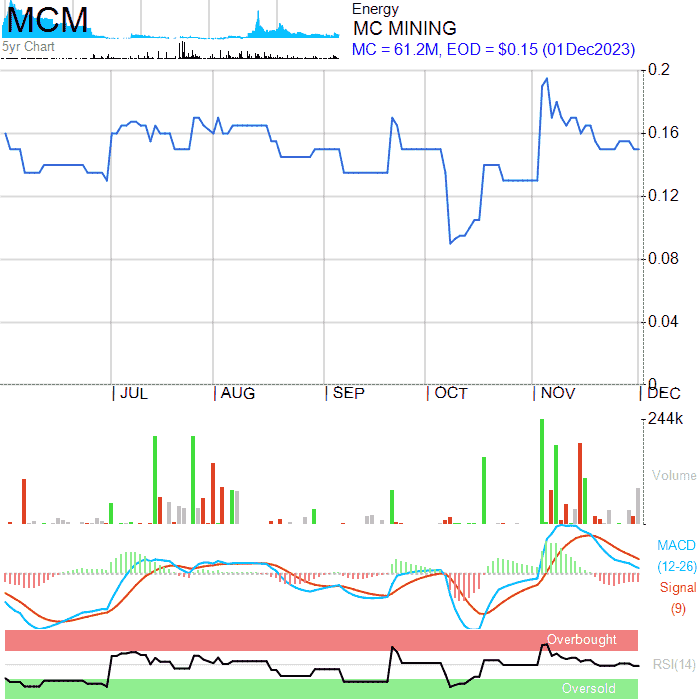 MCM
5yr Chart
Energy
MC MINING
MC = 61.2M, EOD = $0.15 (01Dec2023)
0.2
0.16
0.12
0.08
0.04
0
JUL AUG SEP OCT NOV DEC
244k
Volume
MACD
(12-26)
Signal
(9)
Overbought
RSI(14)
Oversold